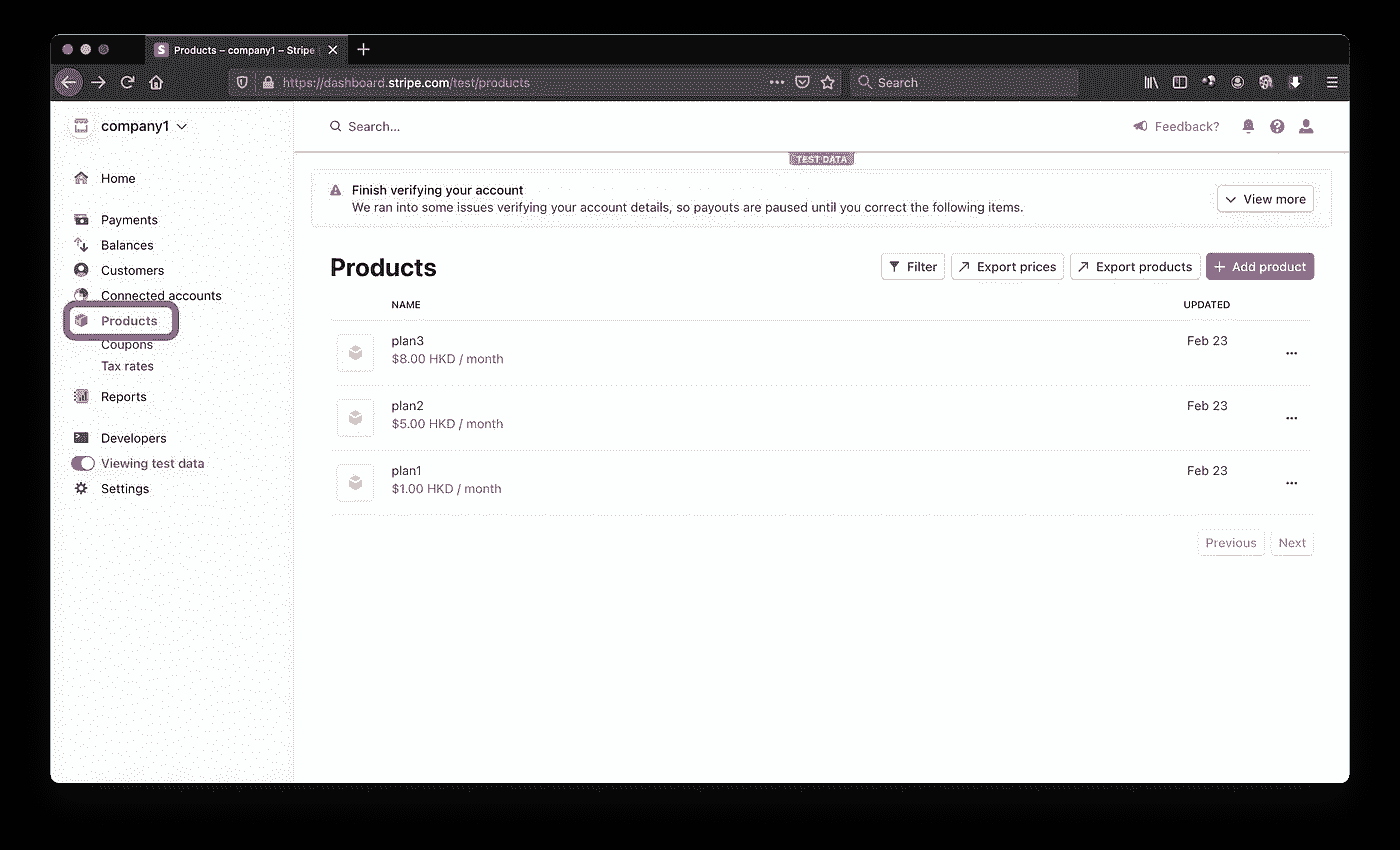 Products – company1 – Stripe
https://dashboard.stripe.com/test/products
Search
company1
Search...
Feedback?
TEST DATA
Home
Payments
Balances
Customers
Connected accounts
Products
Coupons
Tax rates
Reports
Developers
Viewing test data
Settings
Finish verifying your account
We ran into some issues verifying your account details, so payouts are paused until you correct the following items.
View more
Products
Filter
Export prices
Export products
+ Add product
NAME
UPDATED
plan3
$8.00 HKD / month
Feb 23
plan2
$5.00 HKD / month
Feb 23
plan1
$1.00 HKD / month
Feb 23
Previous
Next